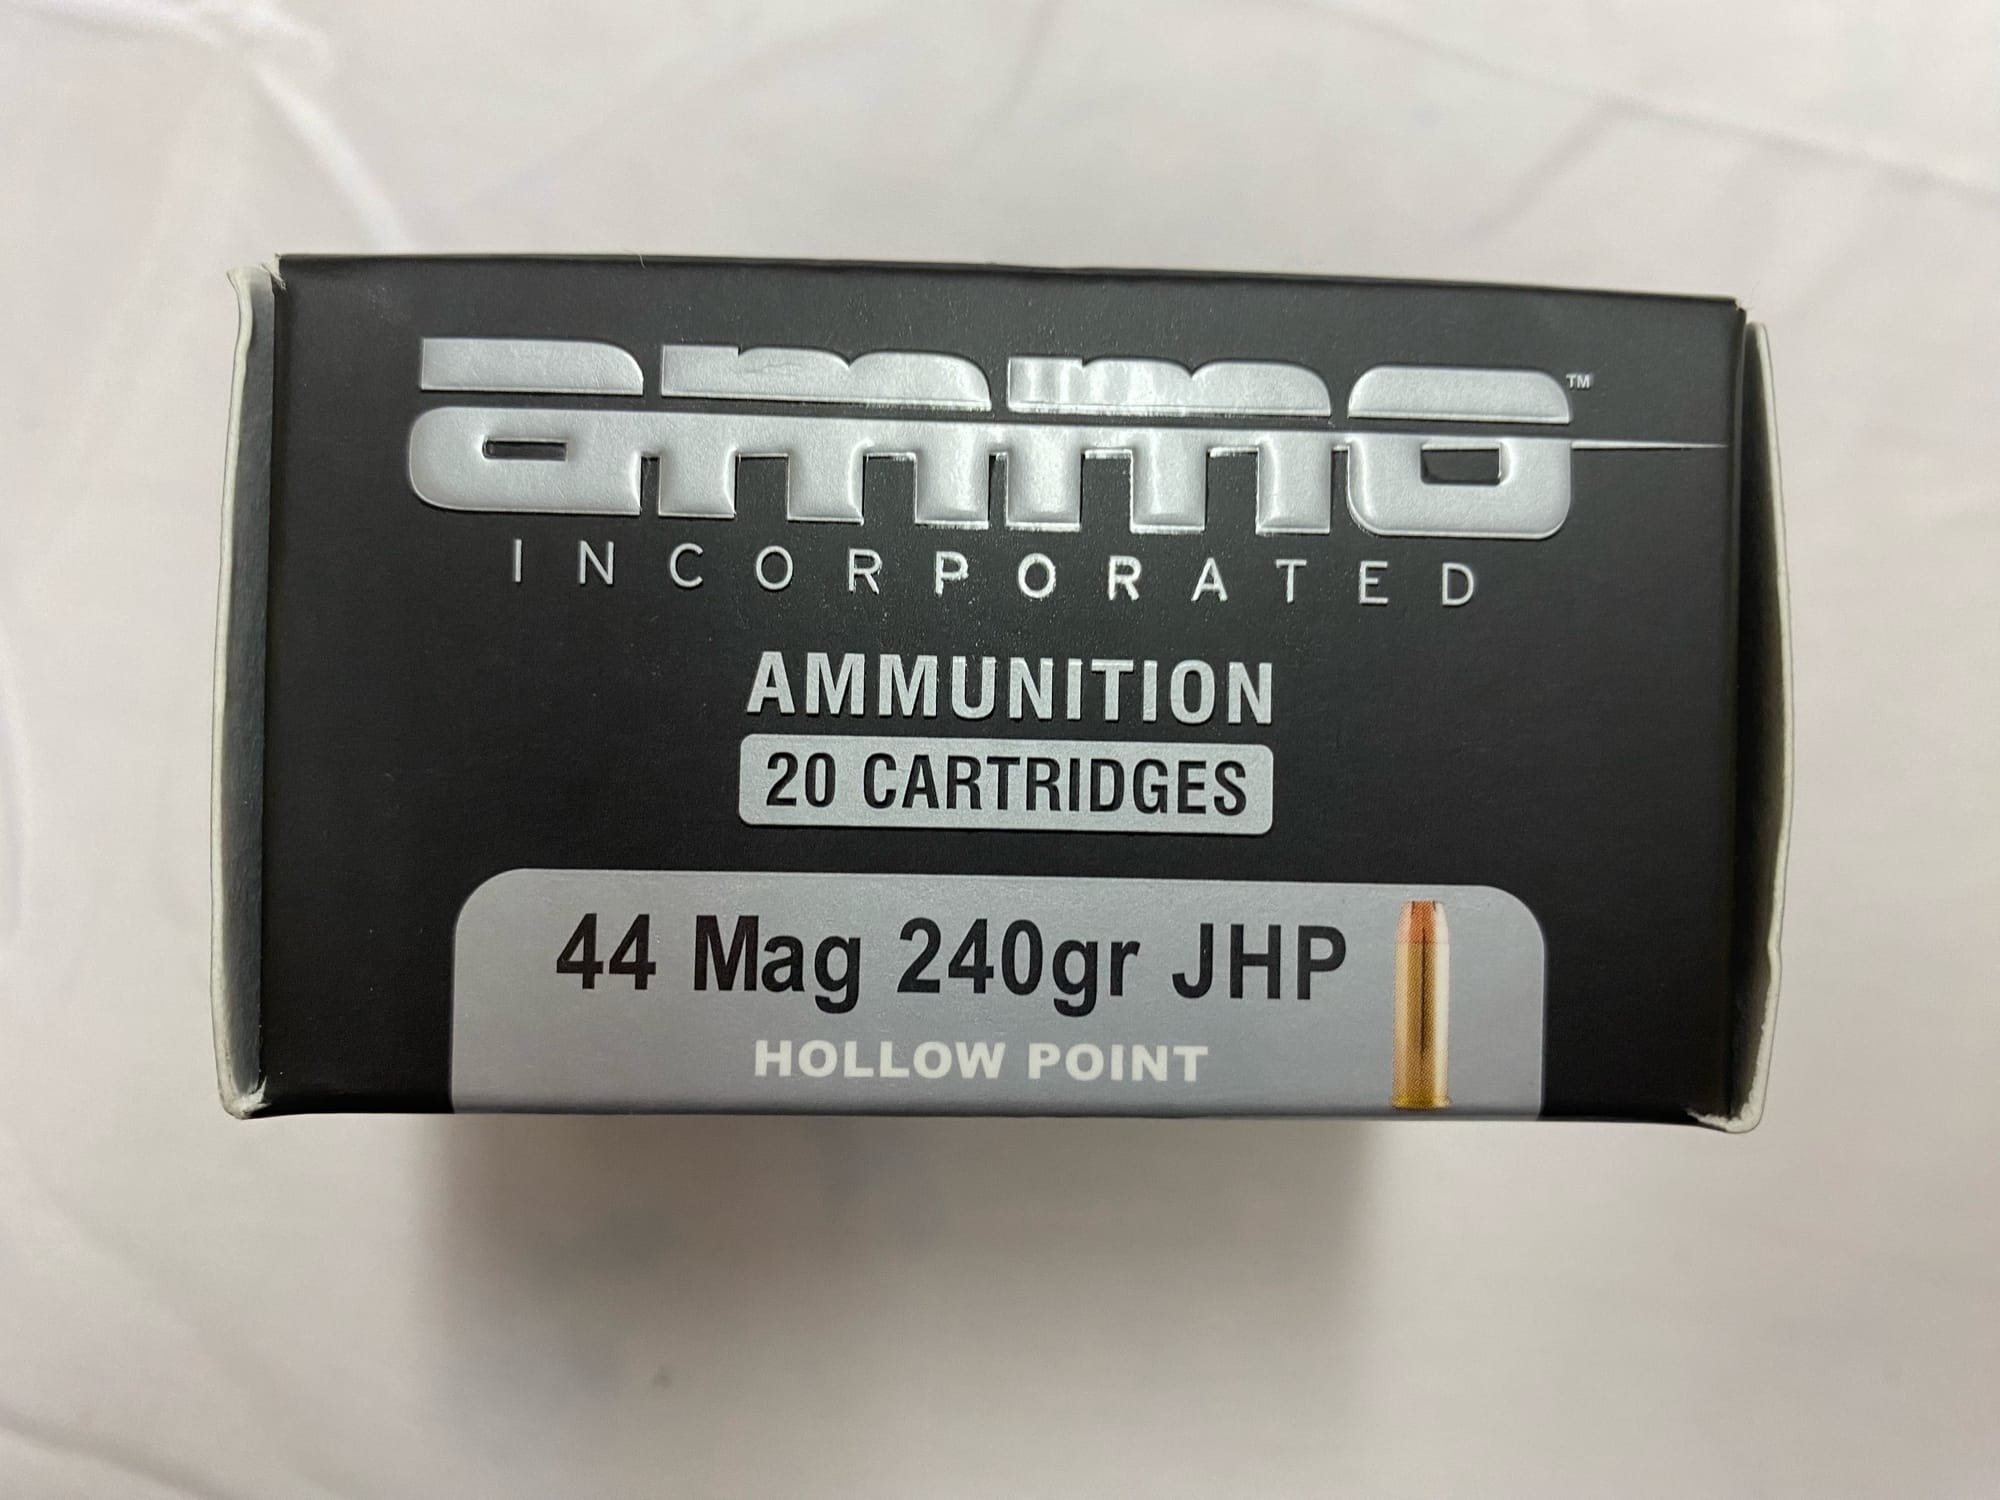 ammo™
INCORPORATED
AMMUNITION
20 CARTRIDGES
44 Mag 240gr JHP
HOLLOW POINT